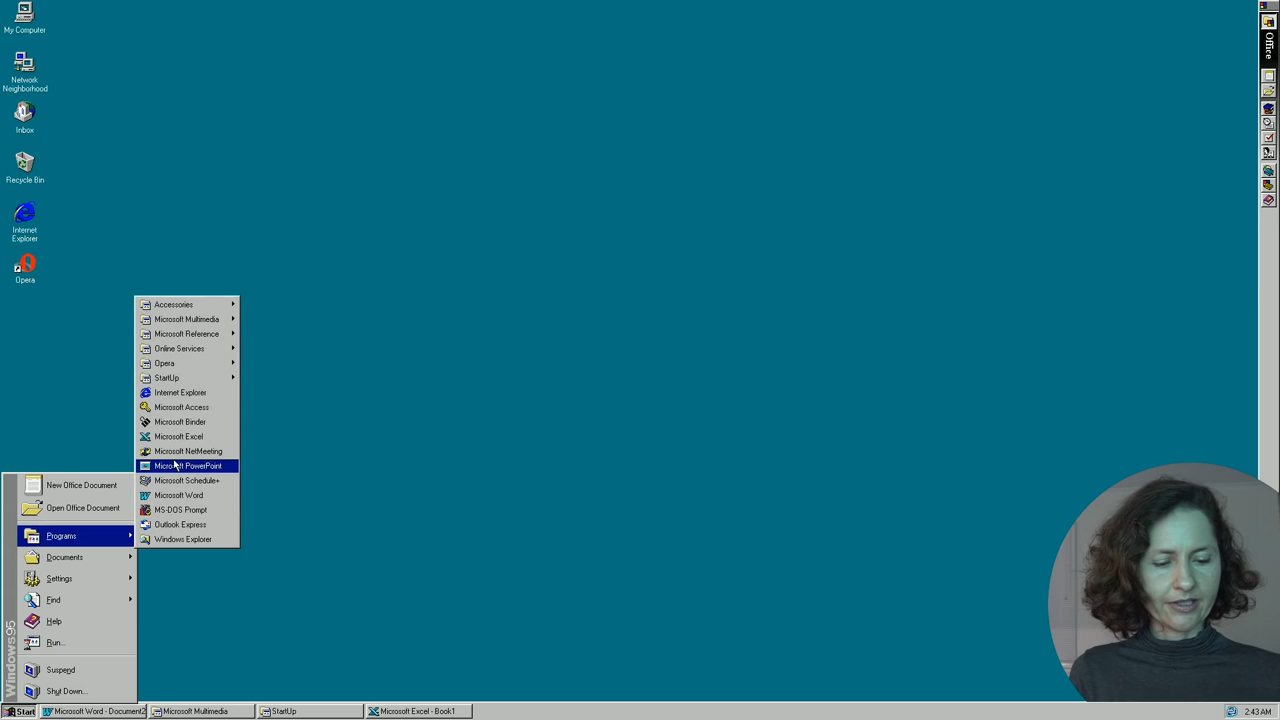 My Computer
Network
Neighborhood
Inbox
Recycle Bin
Internet
Explorer
Opera
Office
Accessories
Microsoft Multimedia
Microsoft Reference
Online Services
Opera
StartUp
Internet Explorer
Microsoft Access
Microsoft Binder
Microsoft Excel
Microsoft NetMeeting
Microsoft PowerPoint
Microsoft Schedule+
Microsoft Word
MS-DOS Prompt
Outlook Express
Windows Explorer
New Office Document
Open Office Document
Programs
Documents
Settings
Find
Help
Run...
Suspend
Shut Down...
Windows95
Start
Microsoft Word - Document2
Microsoft Multimedia
StartUp
Microsoft Excel - Book1
2:43 AM